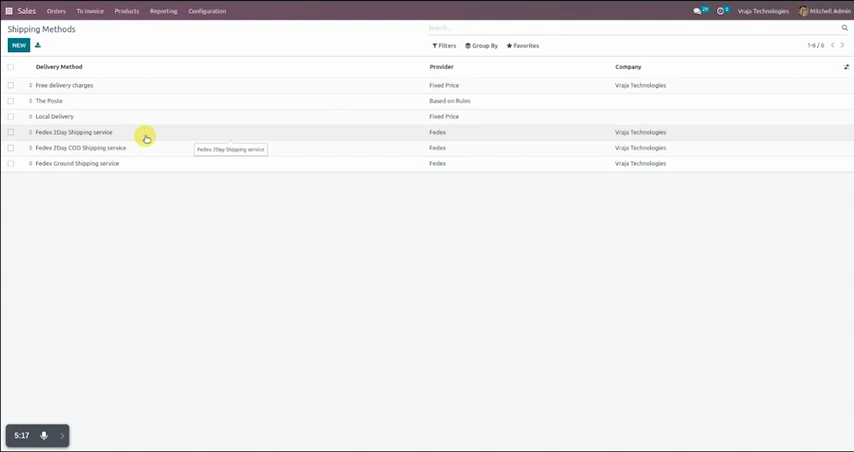 Sales Orders To Invoice Products Reporting Configuration 29 Vraja Technologies Mitchell Admin
Shipping Methods
Search...
NEW
Filters Group By Favorites 1-6 / 6
Delivery Method Provider Company
Free delivery charges Fixed Price Vraja Technologies
The Poste Based on Rules
Local Delivery Fixed Price
Fedex 2Day Shipping service Fedex Vraja Technologies
Fedex 2Day COD Shipping service Fedex Vraja Technologies
Fedex 2Day Shipping service
Fedex Ground Shipping service Fedex Vraja Technologies
5:17